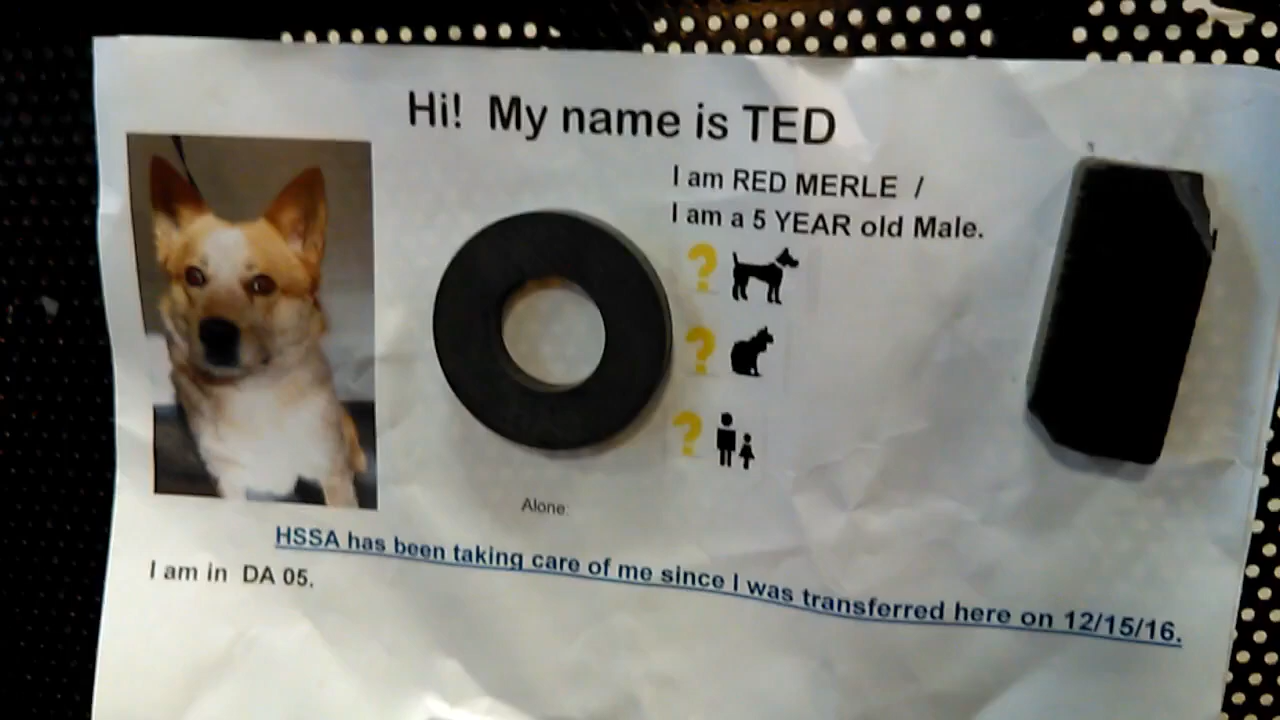 Hi! My name is TED
I am RED MERLE /
I am a 5 YEAR old Male.
?
?
?
Alone:
HSSA has been taking care of me since I was transferred here on 12/15/16.
I am in DA 05.